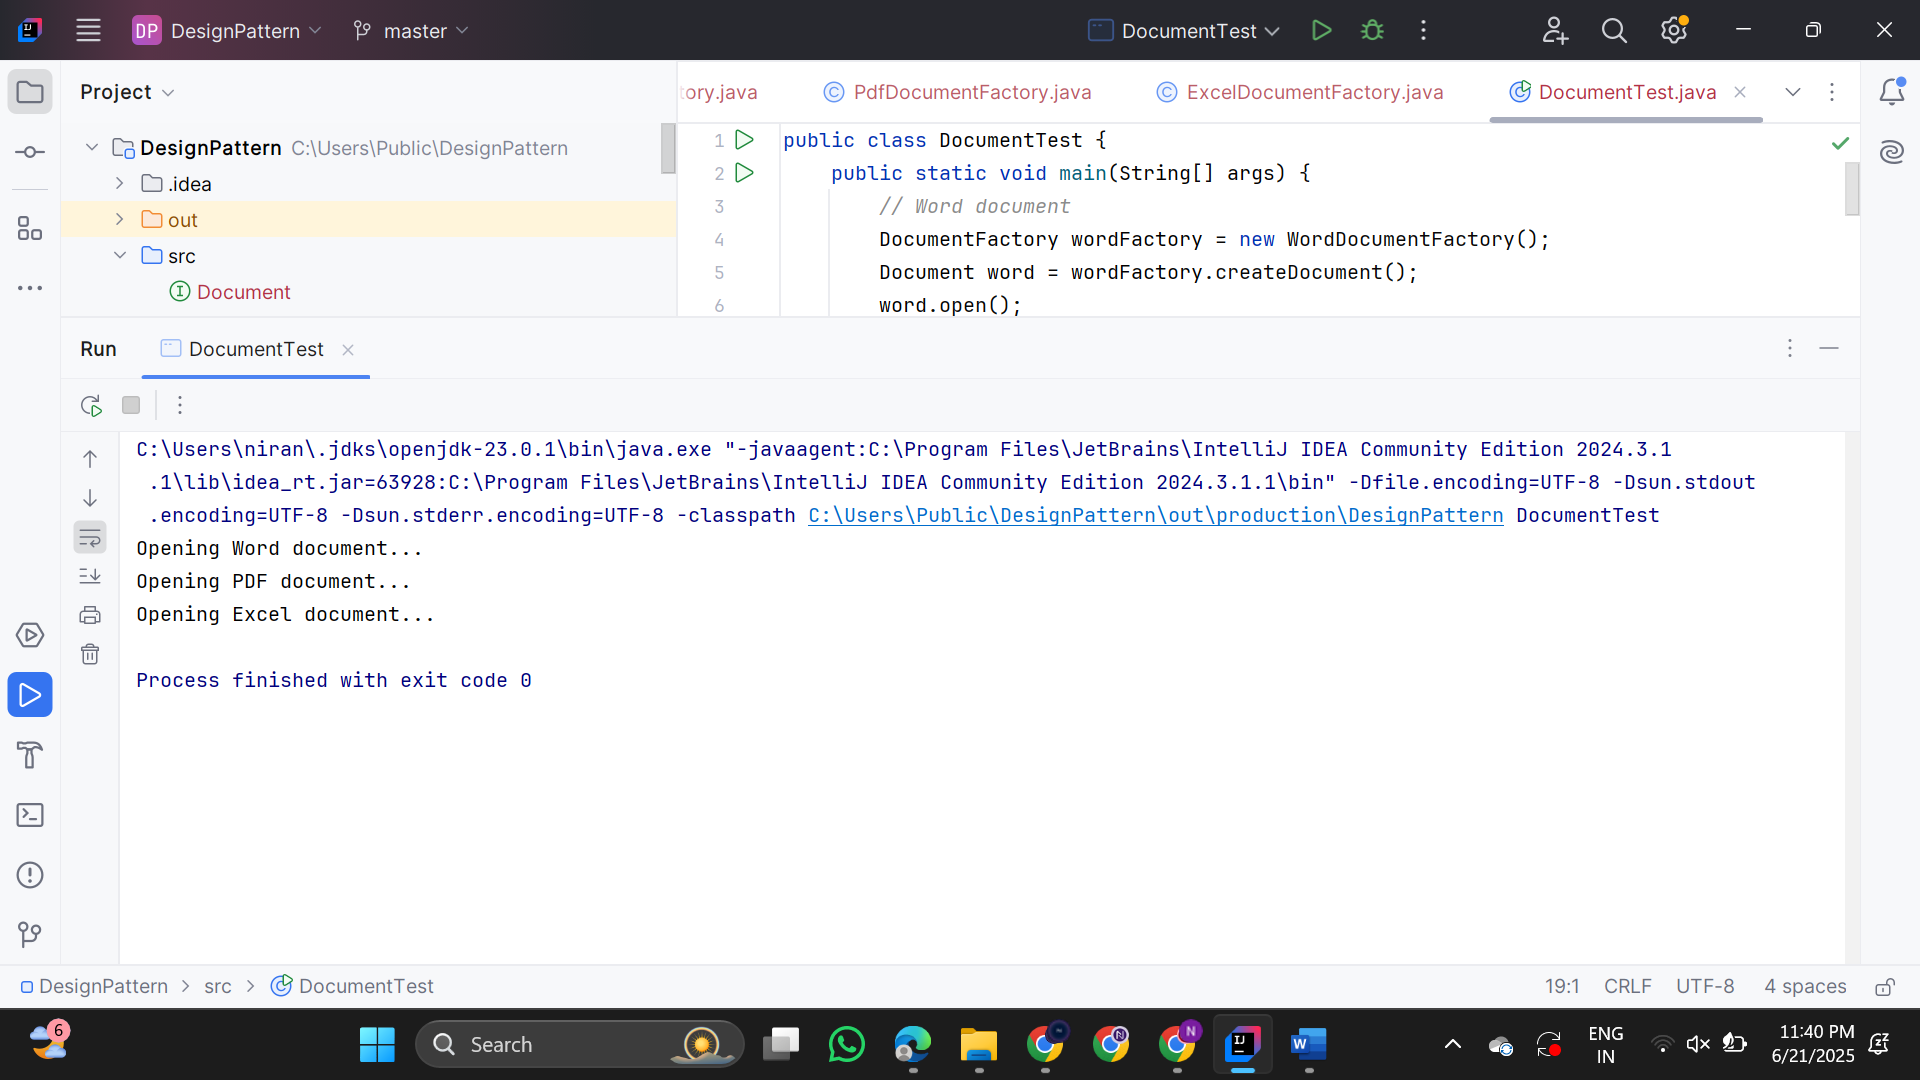 DP DesignPattern master DocumentTest
Project
tory.java PdfDocumentFactory.java ExcelDocumentFactory.java DocumentTest.java
DesignPattern C:\Users\Public\DesignPattern
.idea
out
src
Document
1 public class DocumentTest {
2 public static void main(String[] args) {
3 // Word document
4 DocumentFactory wordFactory = new WordDocumentFactory();
5 Document word = wordFactory.createDocument();
6 word.open();
Run DocumentTest
C:\Users\niran\.jdks\openjdk-23.0.1\bin\java.exe "-javaagent:C:\Program Files\JetBrains\IntelliJ IDEA Community Edition 2024.3.1
.1\lib\idea_rt.jar=63928:C:\Program Files\JetBrains\IntelliJ IDEA Community Edition 2024.3.1.1\bin" -Dfile.encoding=UTF-8 -Dsun.stdout
.encoding=UTF-8 -Dsun.stderr.encoding=UTF-8 -classpath C:\Users\Public\DesignPattern\out\production\DesignPattern DocumentTest
Opening Word document...
Opening PDF document...
Opening Excel document...
Process finished with exit code 0
DesignPattern > src > DocumentTest
19:1 CRLF UTF-8 4 spaces
6
Search
ENG
IN
11:40 PM
6/21/2025